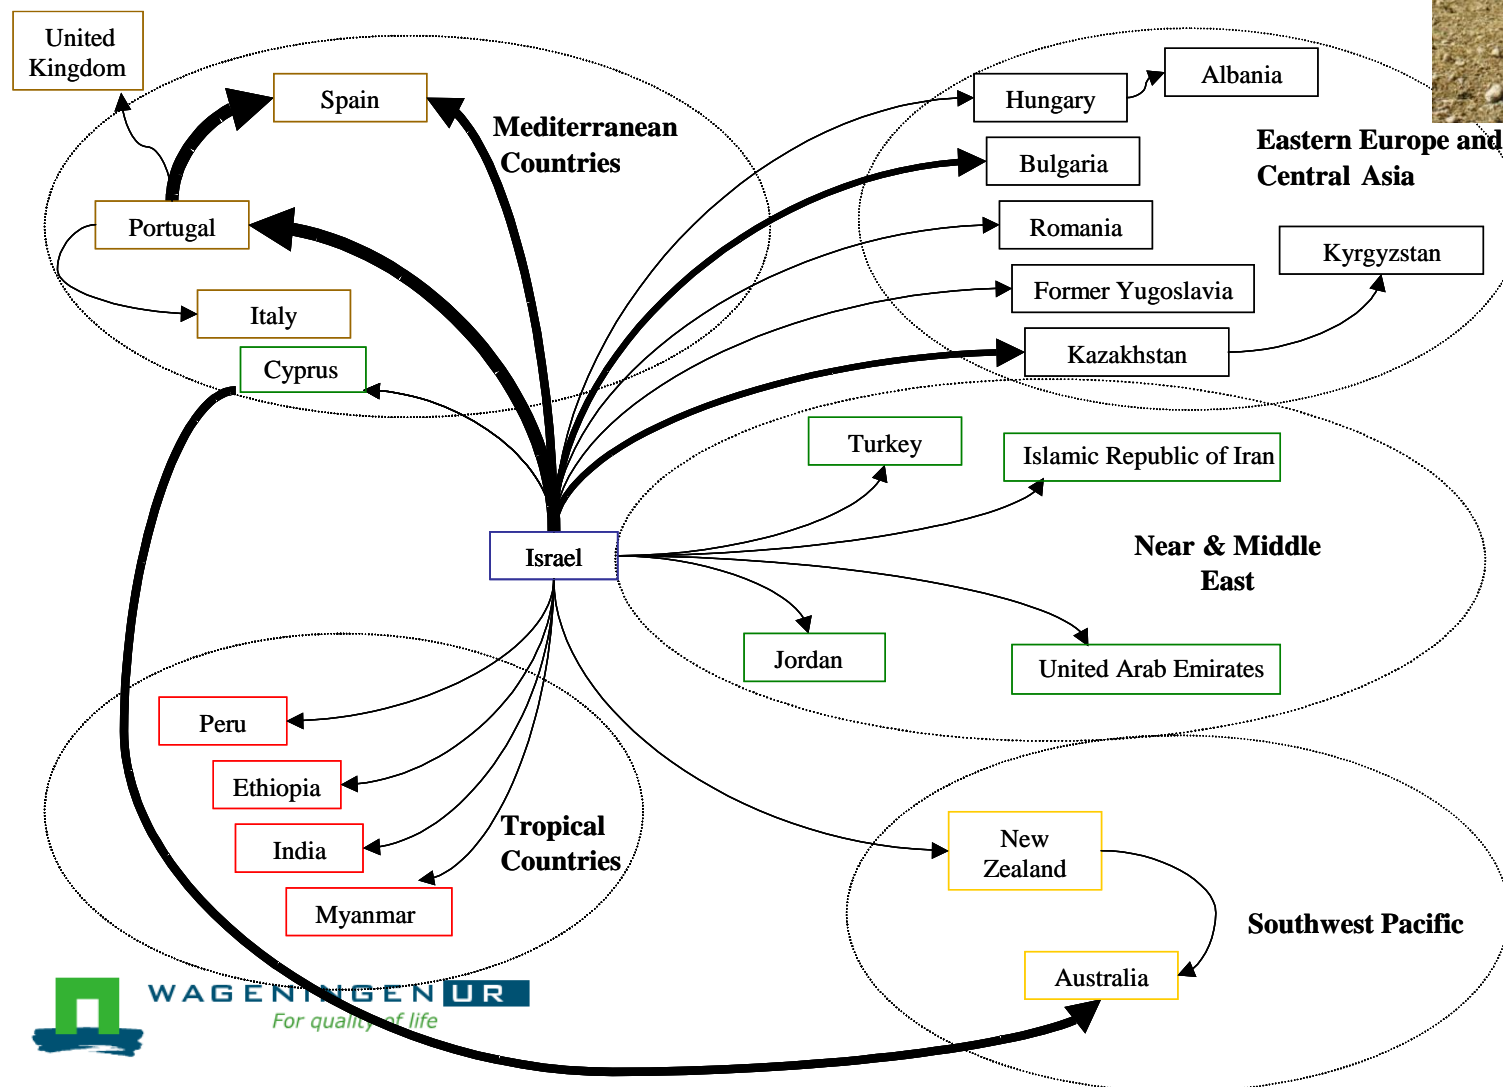 United
Kingdom
Spain
Mediterranean
Countries
Portugal
Italy
Cyprus
Hungary
Albania
Bulgaria
Eastern Europe and
Central Asia
Romania
Kyrgyzstan
Former Yugoslavia
Kazakhstan
Turkey
Islamic Republic of Iran
Israel
Near & Middle
East
Jordan
United Arab Emirates
Peru
Ethiopia
India
Myanmar
Tropical
Countries
New
Zealand
Southwest Pacific
Australia
WAGENINGEN UR
For quality of life